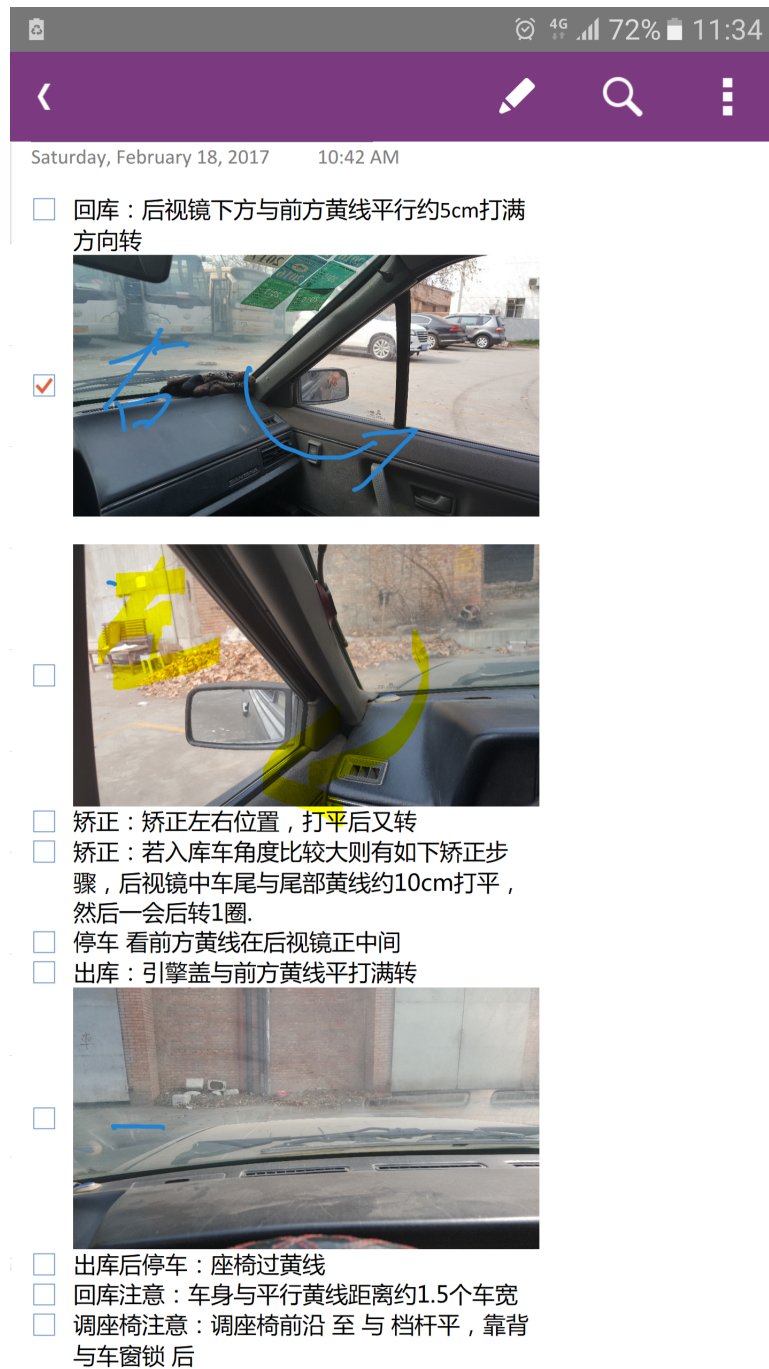 4G 72% 11:34
Saturday, February 18, 2017 10:42 AM
回库：后视镜下方与前方黄线平行约5cm打满
方向转
右
左
矫正：矫正左右位置，打平后又转
矫正：若入库车角度比较大则有如下矫正步
骤，后视镜中车尾与尾部黄线约10cm打平，
然后一会后转1圈.
停车 看前方黄线在后视镜正中间
出库：引擎盖与前方黄线平打满转
出库后停车：座椅过黄线
回库注意：车身与平行黄线距离约1.5个车宽
调座椅注意：调座椅前沿 至 与 档杆平，靠背
与车窗锁 后